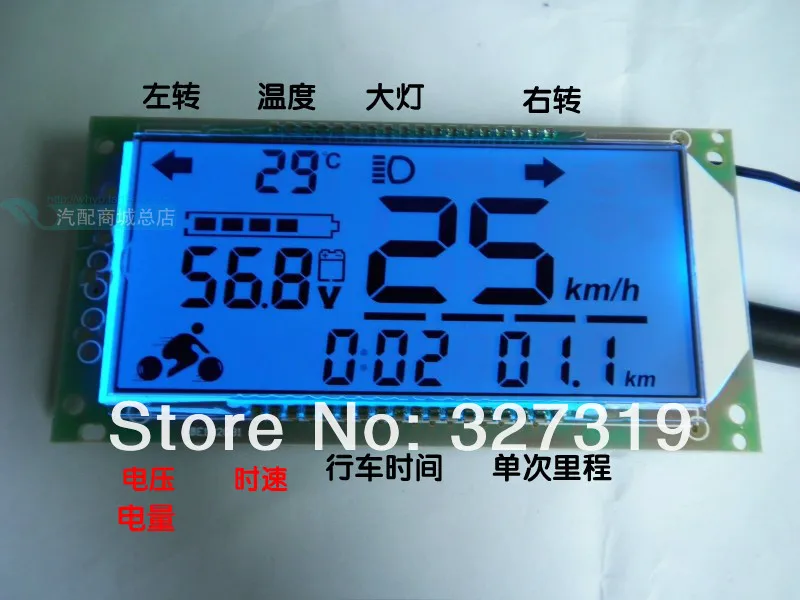 左转 温度 大灯 右转
29°C
汽配商城总店
56.8 V
25 km/h
0:02 01.1 km
Store No: 327319
电压 时速 行车时间 单次里程
电量